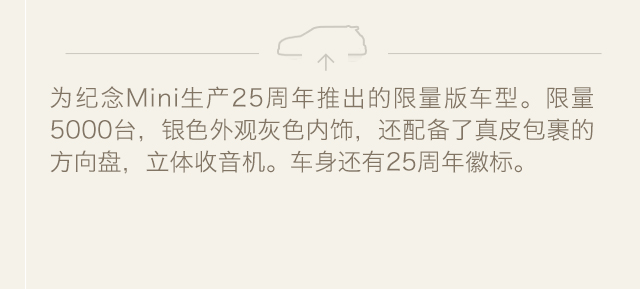 为纪念Mini生产25周年推出的限量版车型。限量
5000台，银色外观灰色内饰，还配备了真皮包裹的
方向盘，立体收音机。车身还有25周年徽标。